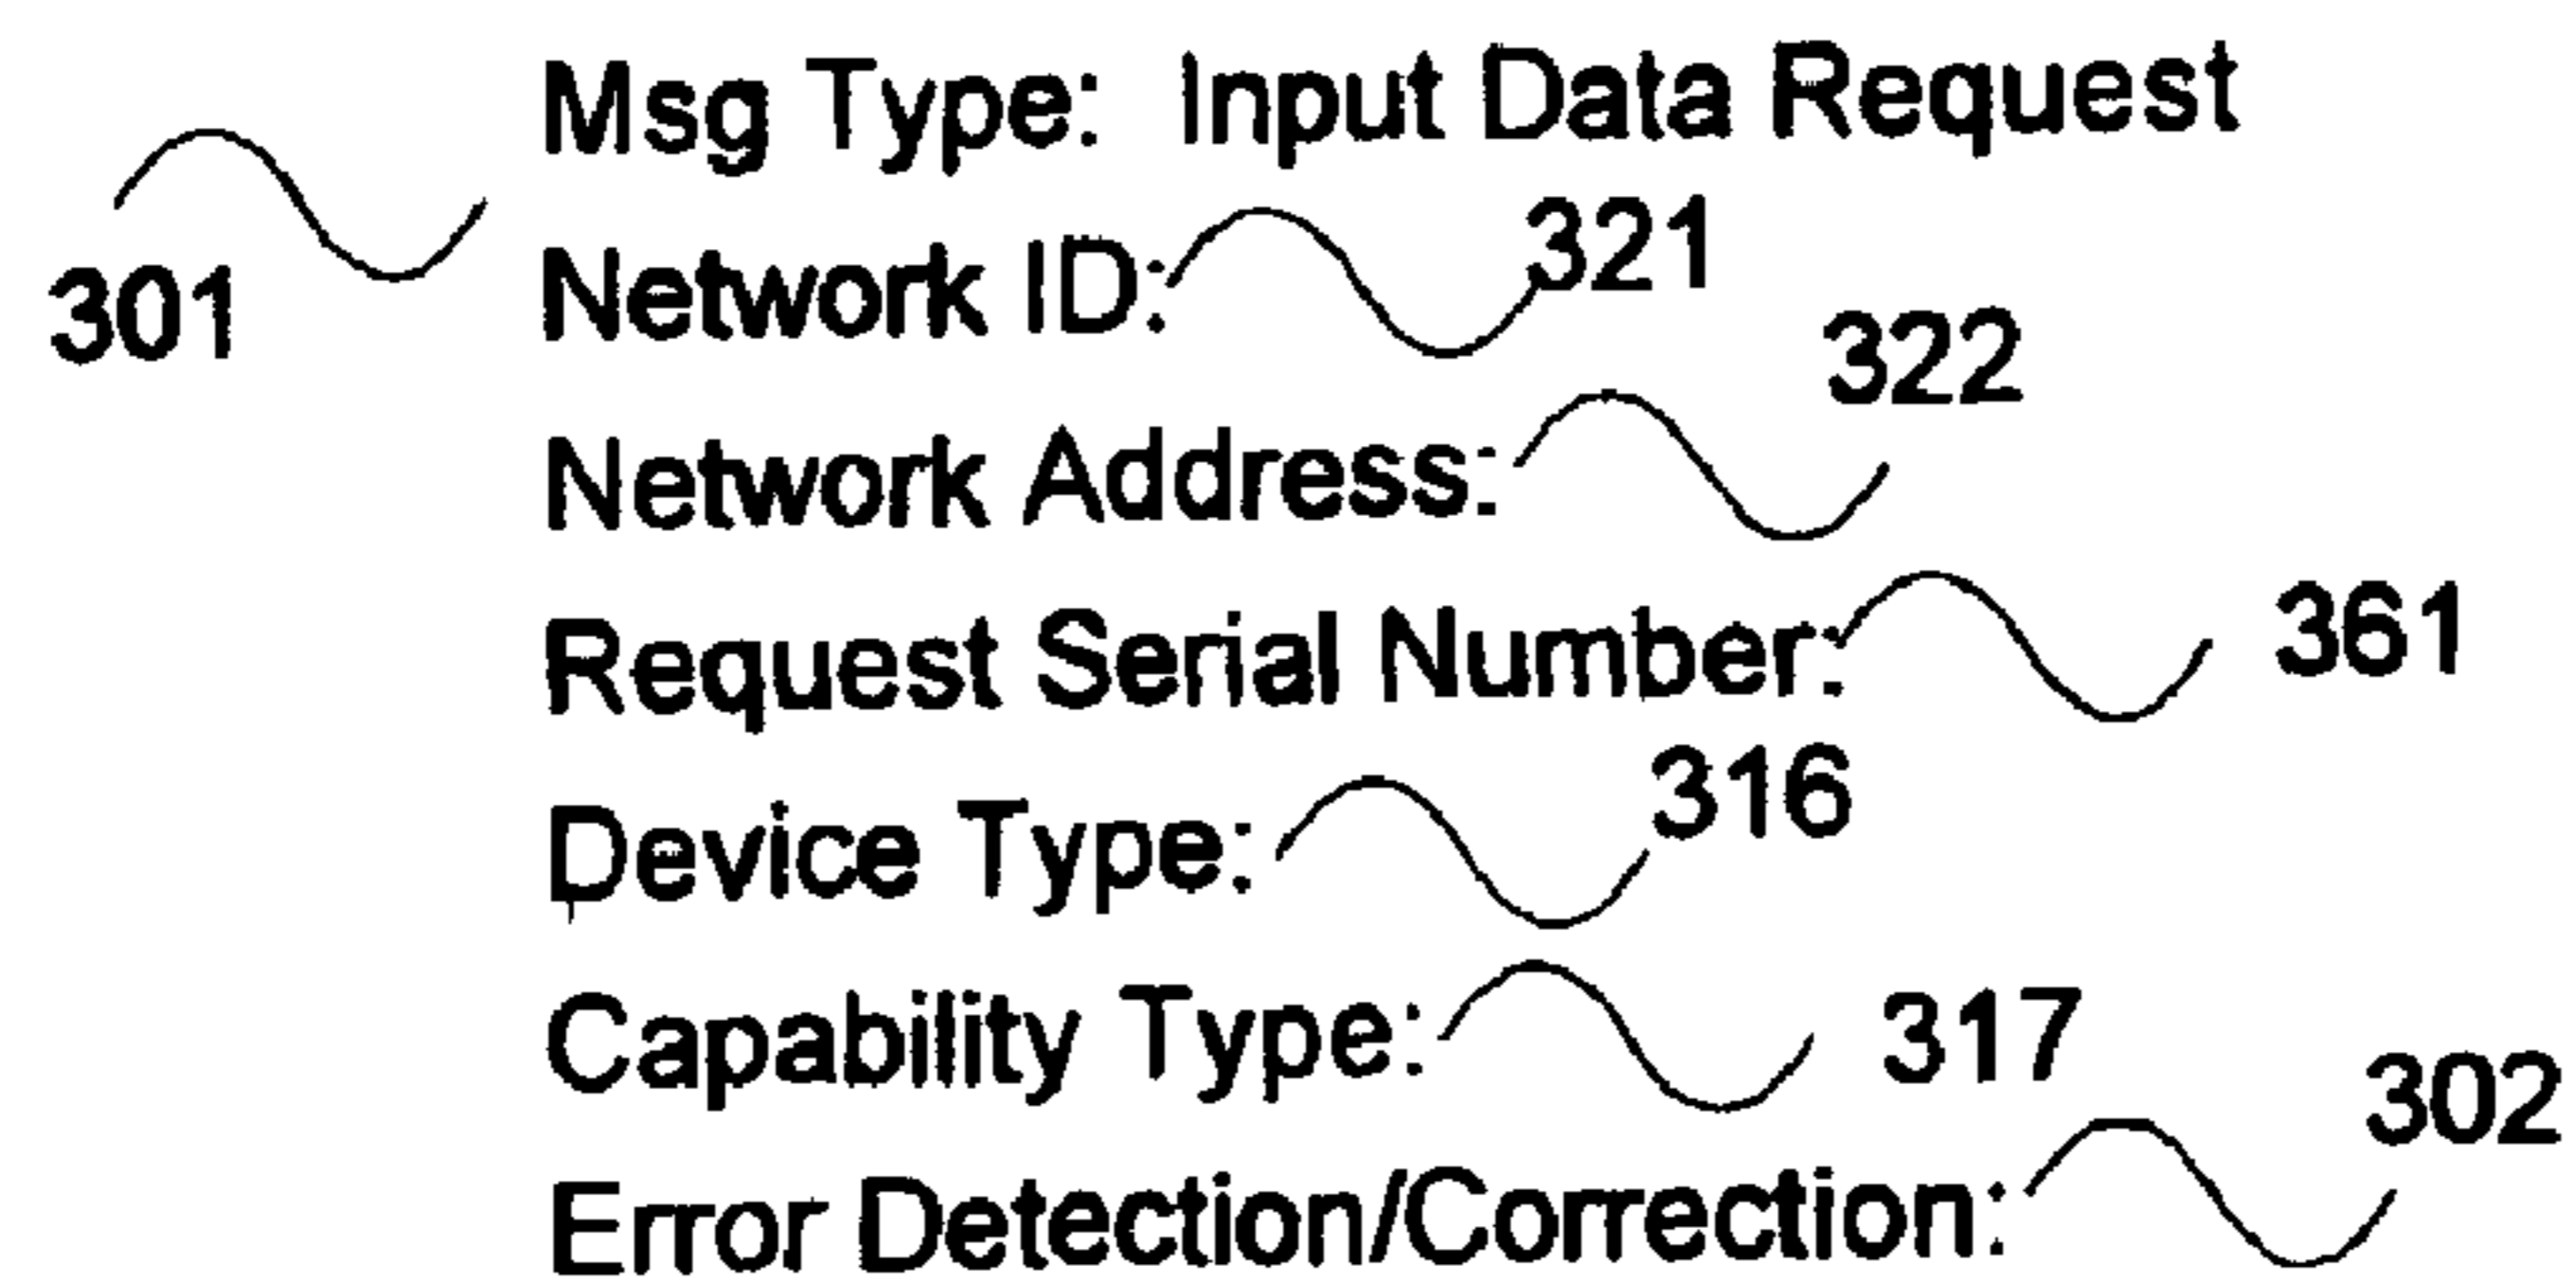 Msg Type: Input Data Request
301
Network ID: 321
322
Network Address:
Request Serial Number: 361
316
Device Type:
Capability Type: 317
302
Error Detection/Correction: